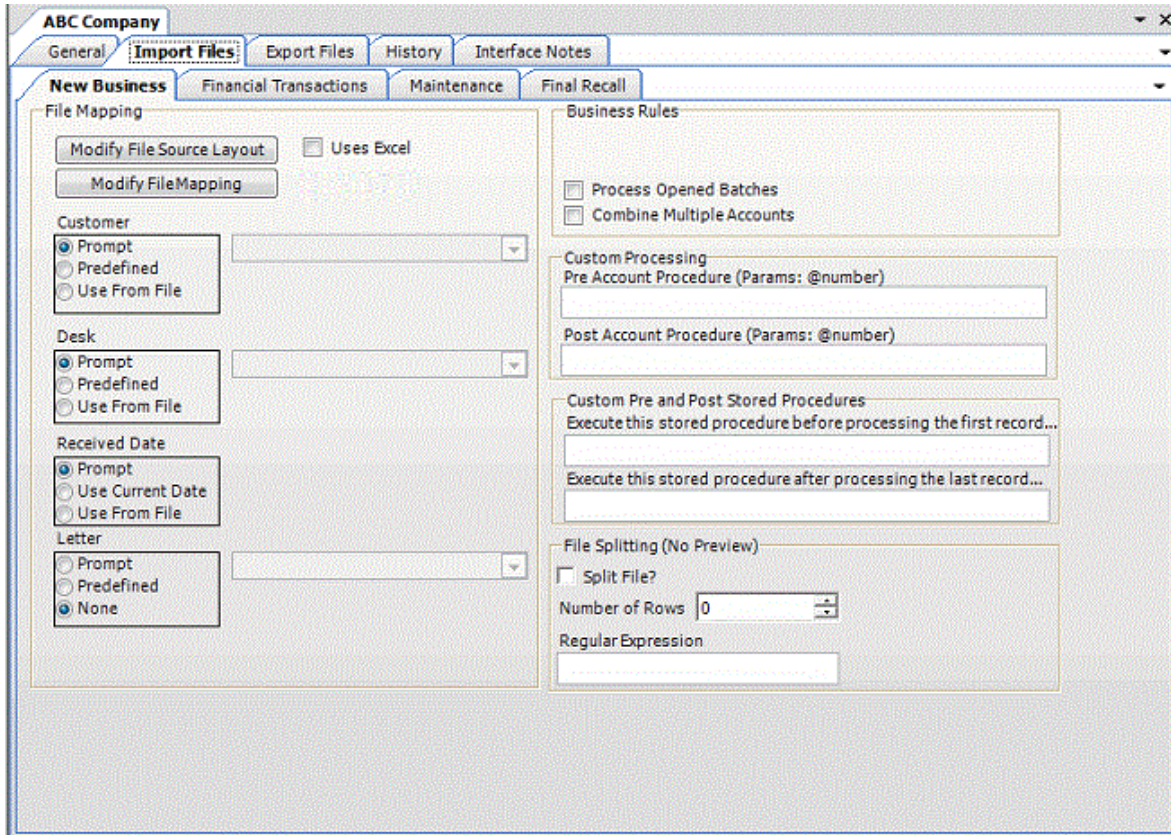 ABC Company
General Import Files Export Files History Interface Notes
New Business Financial Transactions Maintenance Final Recall
File Mapping
Modify File Source Layout Uses Excel
Modify FileMapping
Customer
Prompt
Predefined
Use From File
Desk
Prompt
Predefined
Use From File
Received Date
Prompt
Use Current Date
Use From File
Letter
Prompt
Predefined
None
Business Rules
Process Opened Batches
Combine Multiple Accounts
Custom Processing
Pre Account Procedure (Params: @number)
Post Account Procedure (Params: @number)
Custom Pre and Post Stored Procedures
Execute this stored procedure before processing the first record...
Execute this stored procedure after processing the last record...
File Splitting (No Preview)
Split File?
Number of Rows 0
Regular Expression